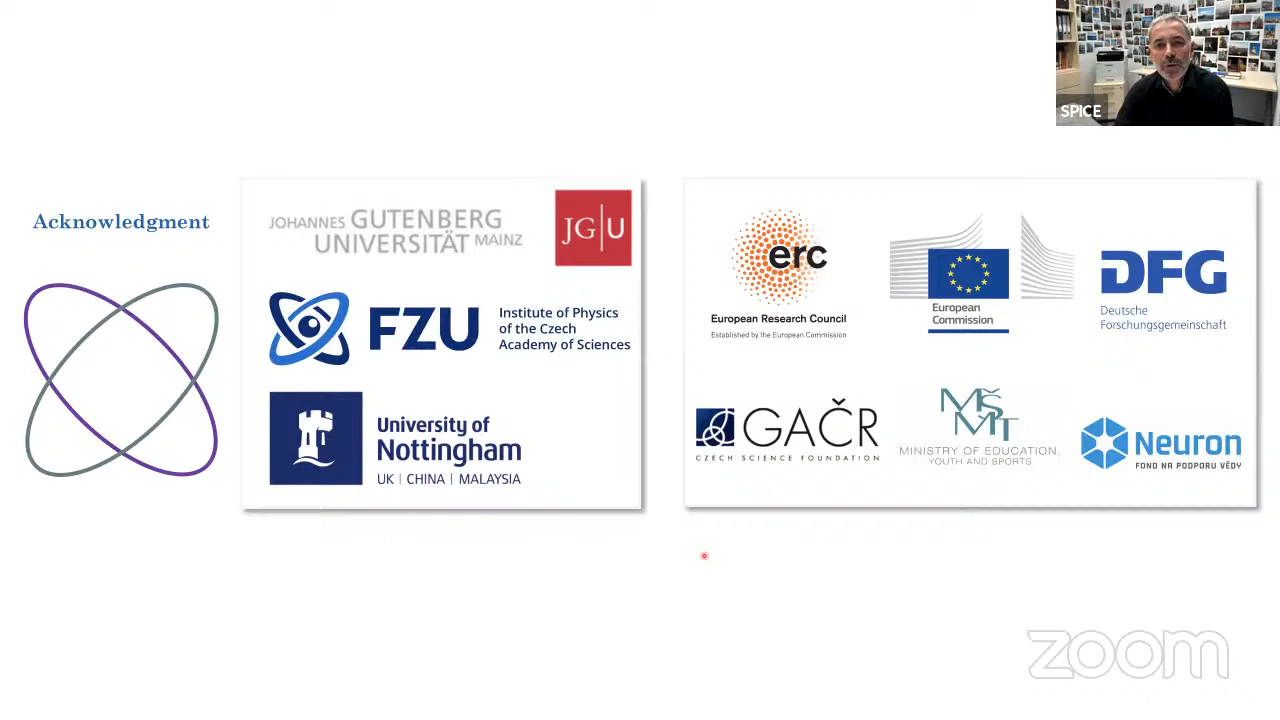 SPICE
Acknowledgment
JOHANNES GUTENBERG
UNIVERSITÄT MAINZ
JG|U
FZU
Institute of Physics
of the Czech
Academy of Sciences
University of
Nottingham
UK | CHINA | MALAYSIA
erc
European Research Council
Established by the European Commission
European
Commission
DFG
Deutsche
Forschungsgemeinschaft
GAČR
CZECH SCIENCE FOUNDATION
MŠMT
MINISTRY OF EDUCATION,
YOUTH AND SPORTS
Neuron
FOND NA PODPORU VĚDY
zoom